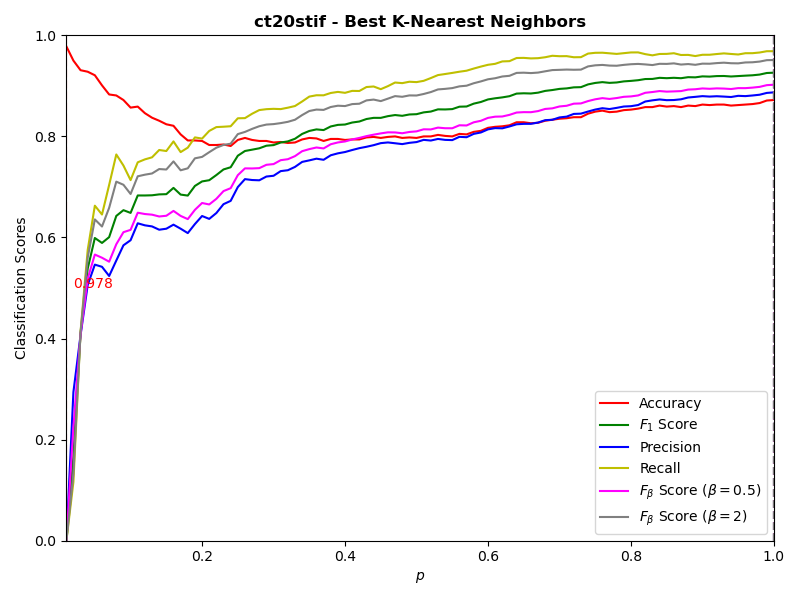 ct20stif - Best K-Nearest Neighbors
Classification Scores
1.0
0.8
0.6
0.4
0.2
0.0
0.978
Accuracy
F₁ Score
Precision
Recall
Fᵦ Score (β = 0.5)
Fᵦ Score (β = 2)
0.2 0.4 0.6 0.8 1.0
p